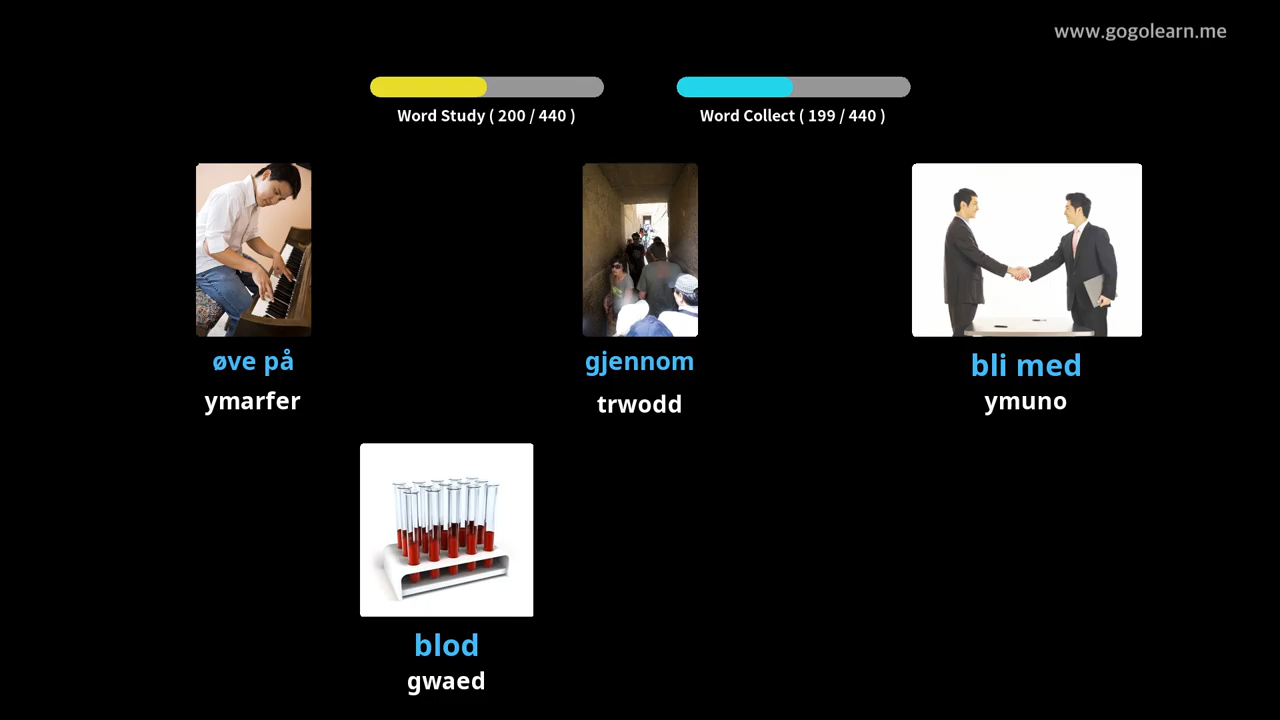 www.gogolearn.me
Word Study ( 200 / 440 )
Word Collect ( 199 / 440 )
øve på
ymarfer
gjennom
trwodd
bli med
ymuno
blod
gwaed